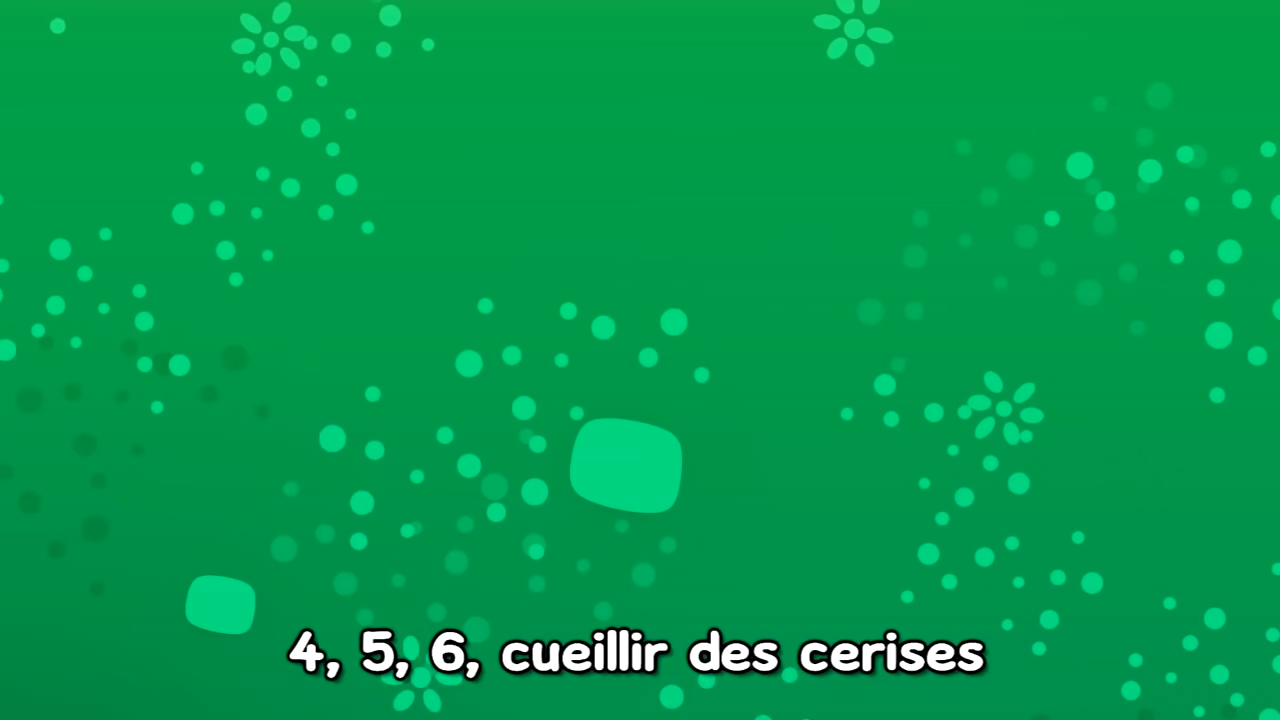 4, 5, 6, cueillir des cerises